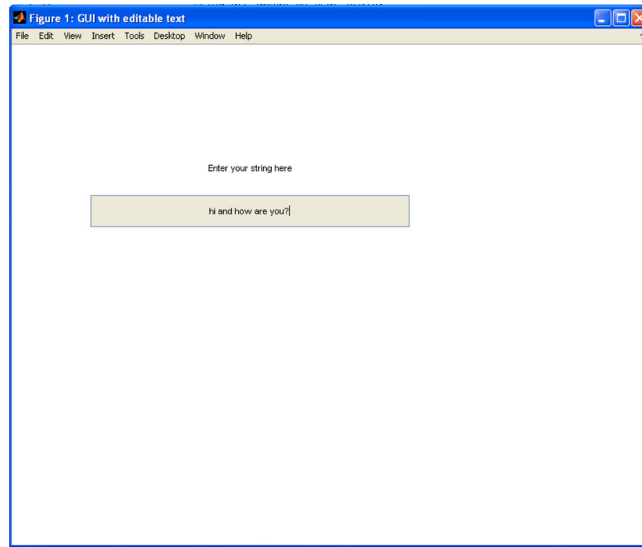 Figure 1: GUI with editable text
File Edit View Insert Tools Desktop Window Help
Enter your string here
hi and how are you?